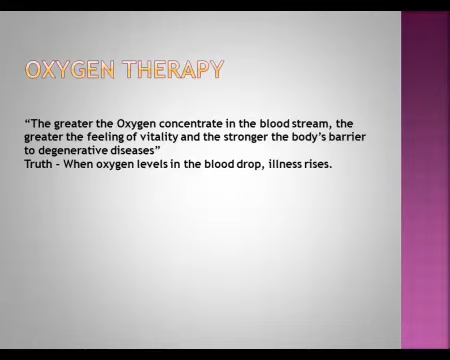 OXYGEN THERAPY
“The greater the Oxygen concentrate in the blood stream, the
greater the feeling of vitality and the stronger the body’s barrier
to degenerative diseases”
Truth – When oxygen levels in the blood drop, illness rises.